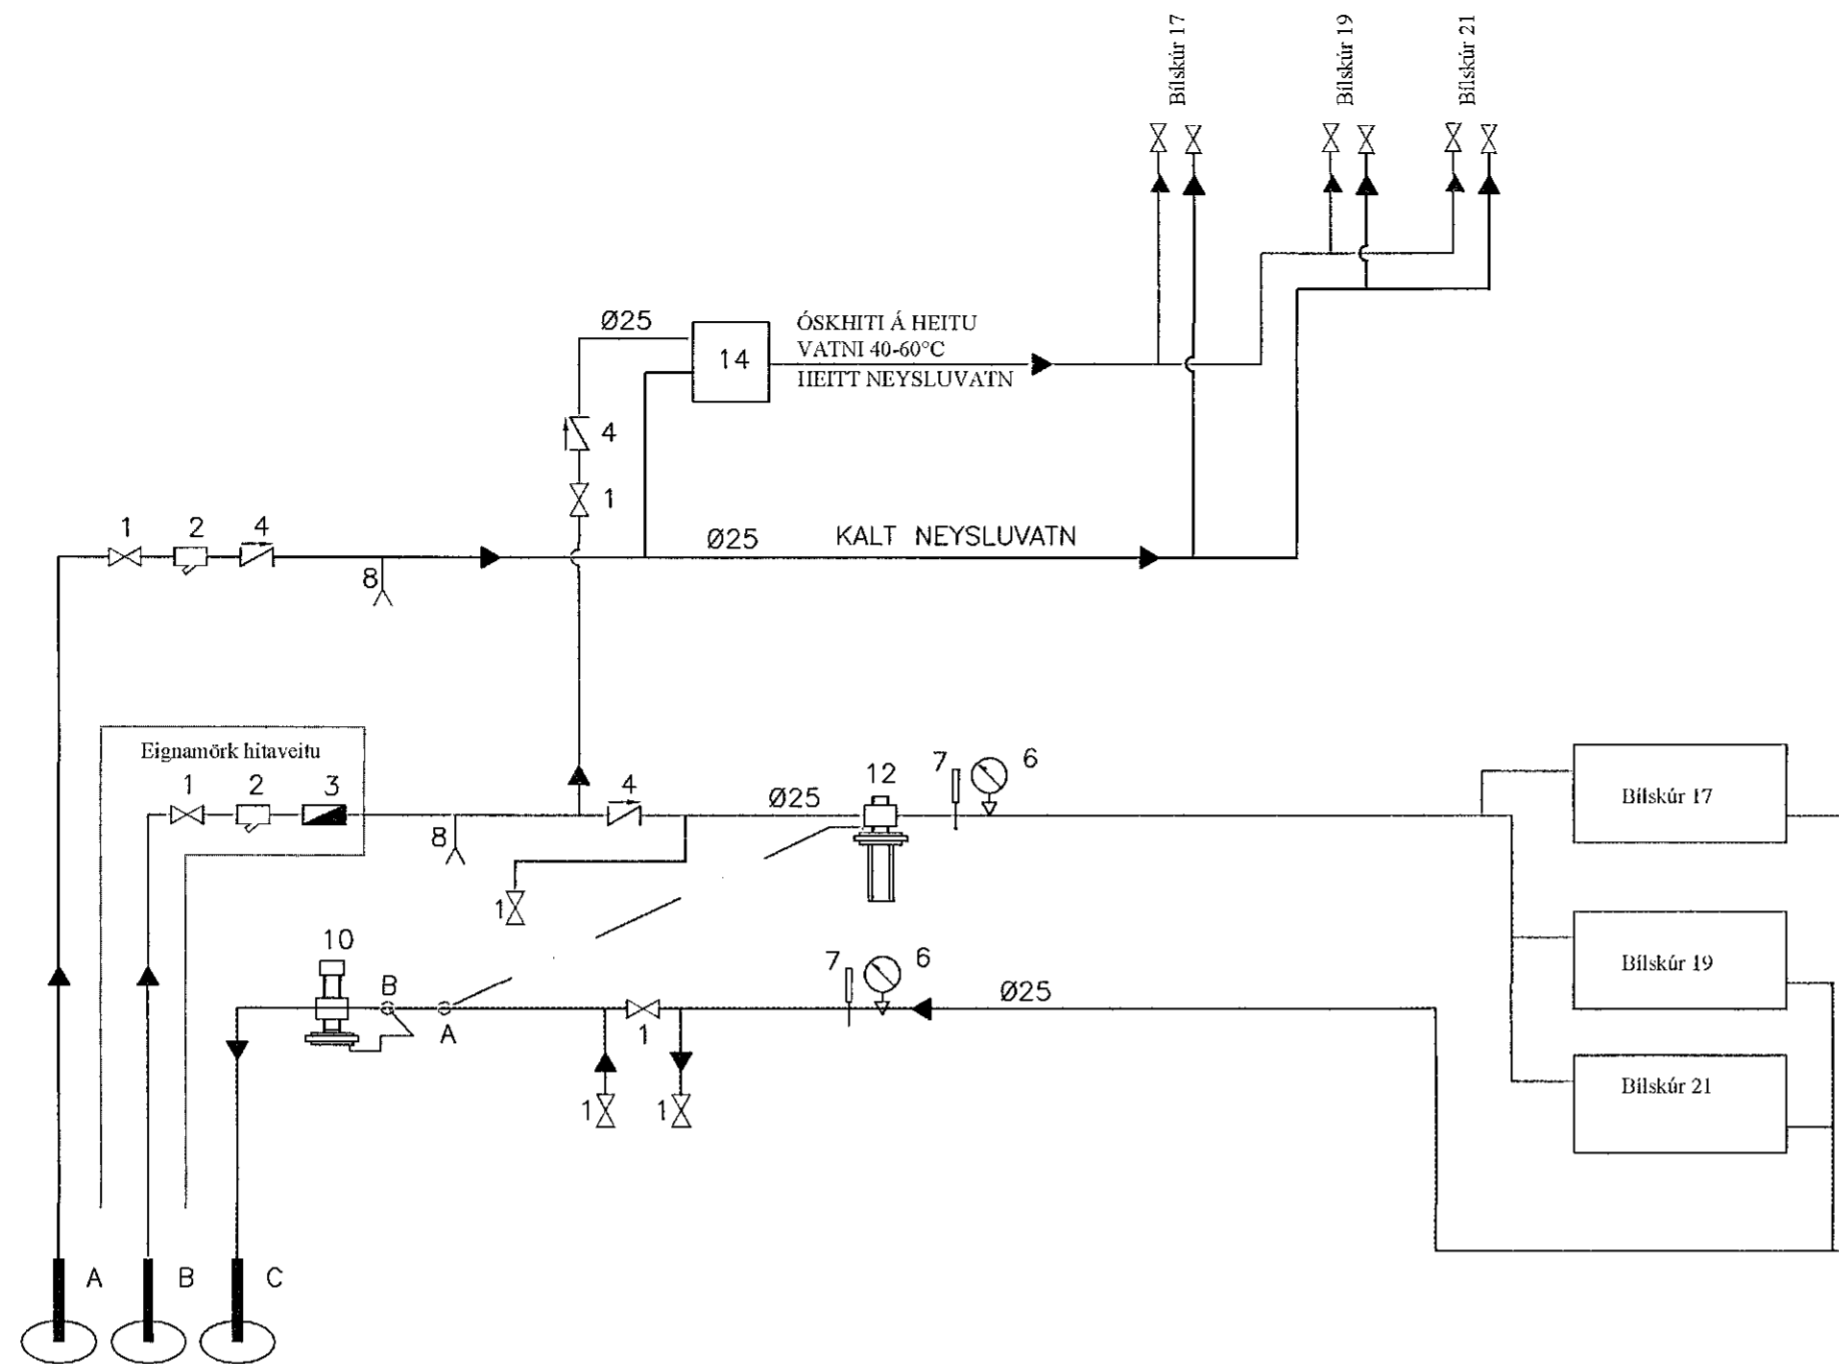 Bílskúr 17
Bílskúr 19
Bílskúr 21
Ø25
14
ÓSKHITI Á HEITU
VATNI 40-60°C
HEITT NEYSLUVATN
4
1
1 2 4
8
Ø25
KALT NEYSLUVATN
Eignamörk hitaveitu
1 2 3
8
4
Ø25
12
7
6
1
Bílskúr 17
Bílskúr 19
Bílskúr 21
10
B
A
1
7
6
Ø25
1
1
A
B
C